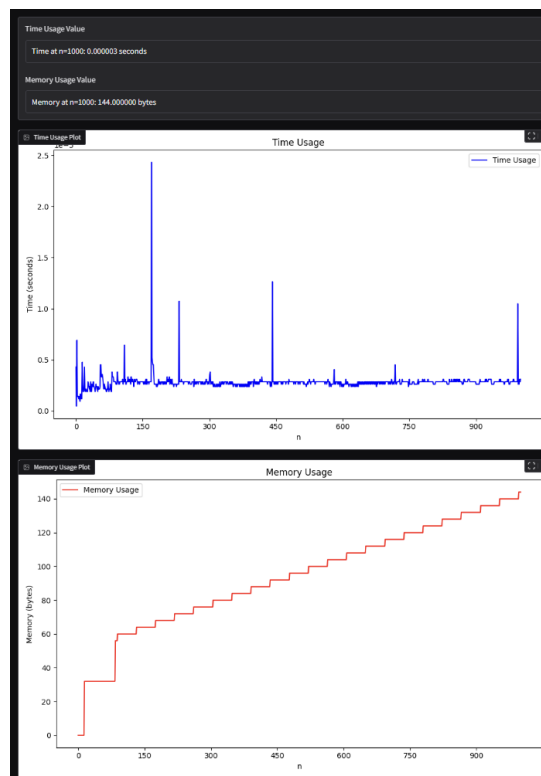 Time Usage Value
Time at n=1000: 0.000003 seconds
Memory Usage Value
Memory at n=1000: 144.000000 bytes
Time Usage Plot
Time Usage
2.5
2.0
1.5
1.0
0.5
0.0
Time (seconds)
Time Usage
0
150
300
450
600
750
900
n
Memory Usage Plot
Memory Usage
140
120
100
80
60
40
20
0
Memory (bytes)
Memory Usage
0
150
300
450
600
750
900
n